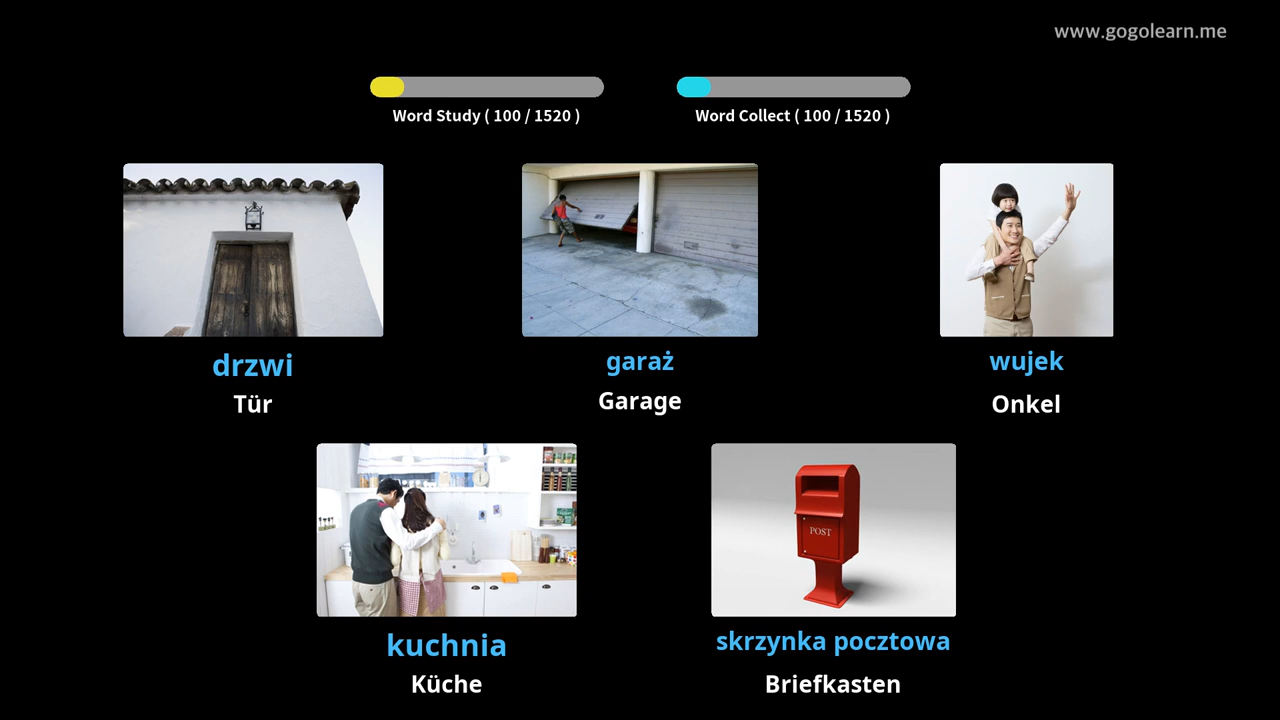 www.gogolearn.me
Word Study ( 100 / 1520 )
Word Collect ( 100 / 1520 )
drzwi
Tür
garaż
Garage
wujek
Onkel
POST
kuchnia
Küche
skrzynka pocztowa
Briefkasten